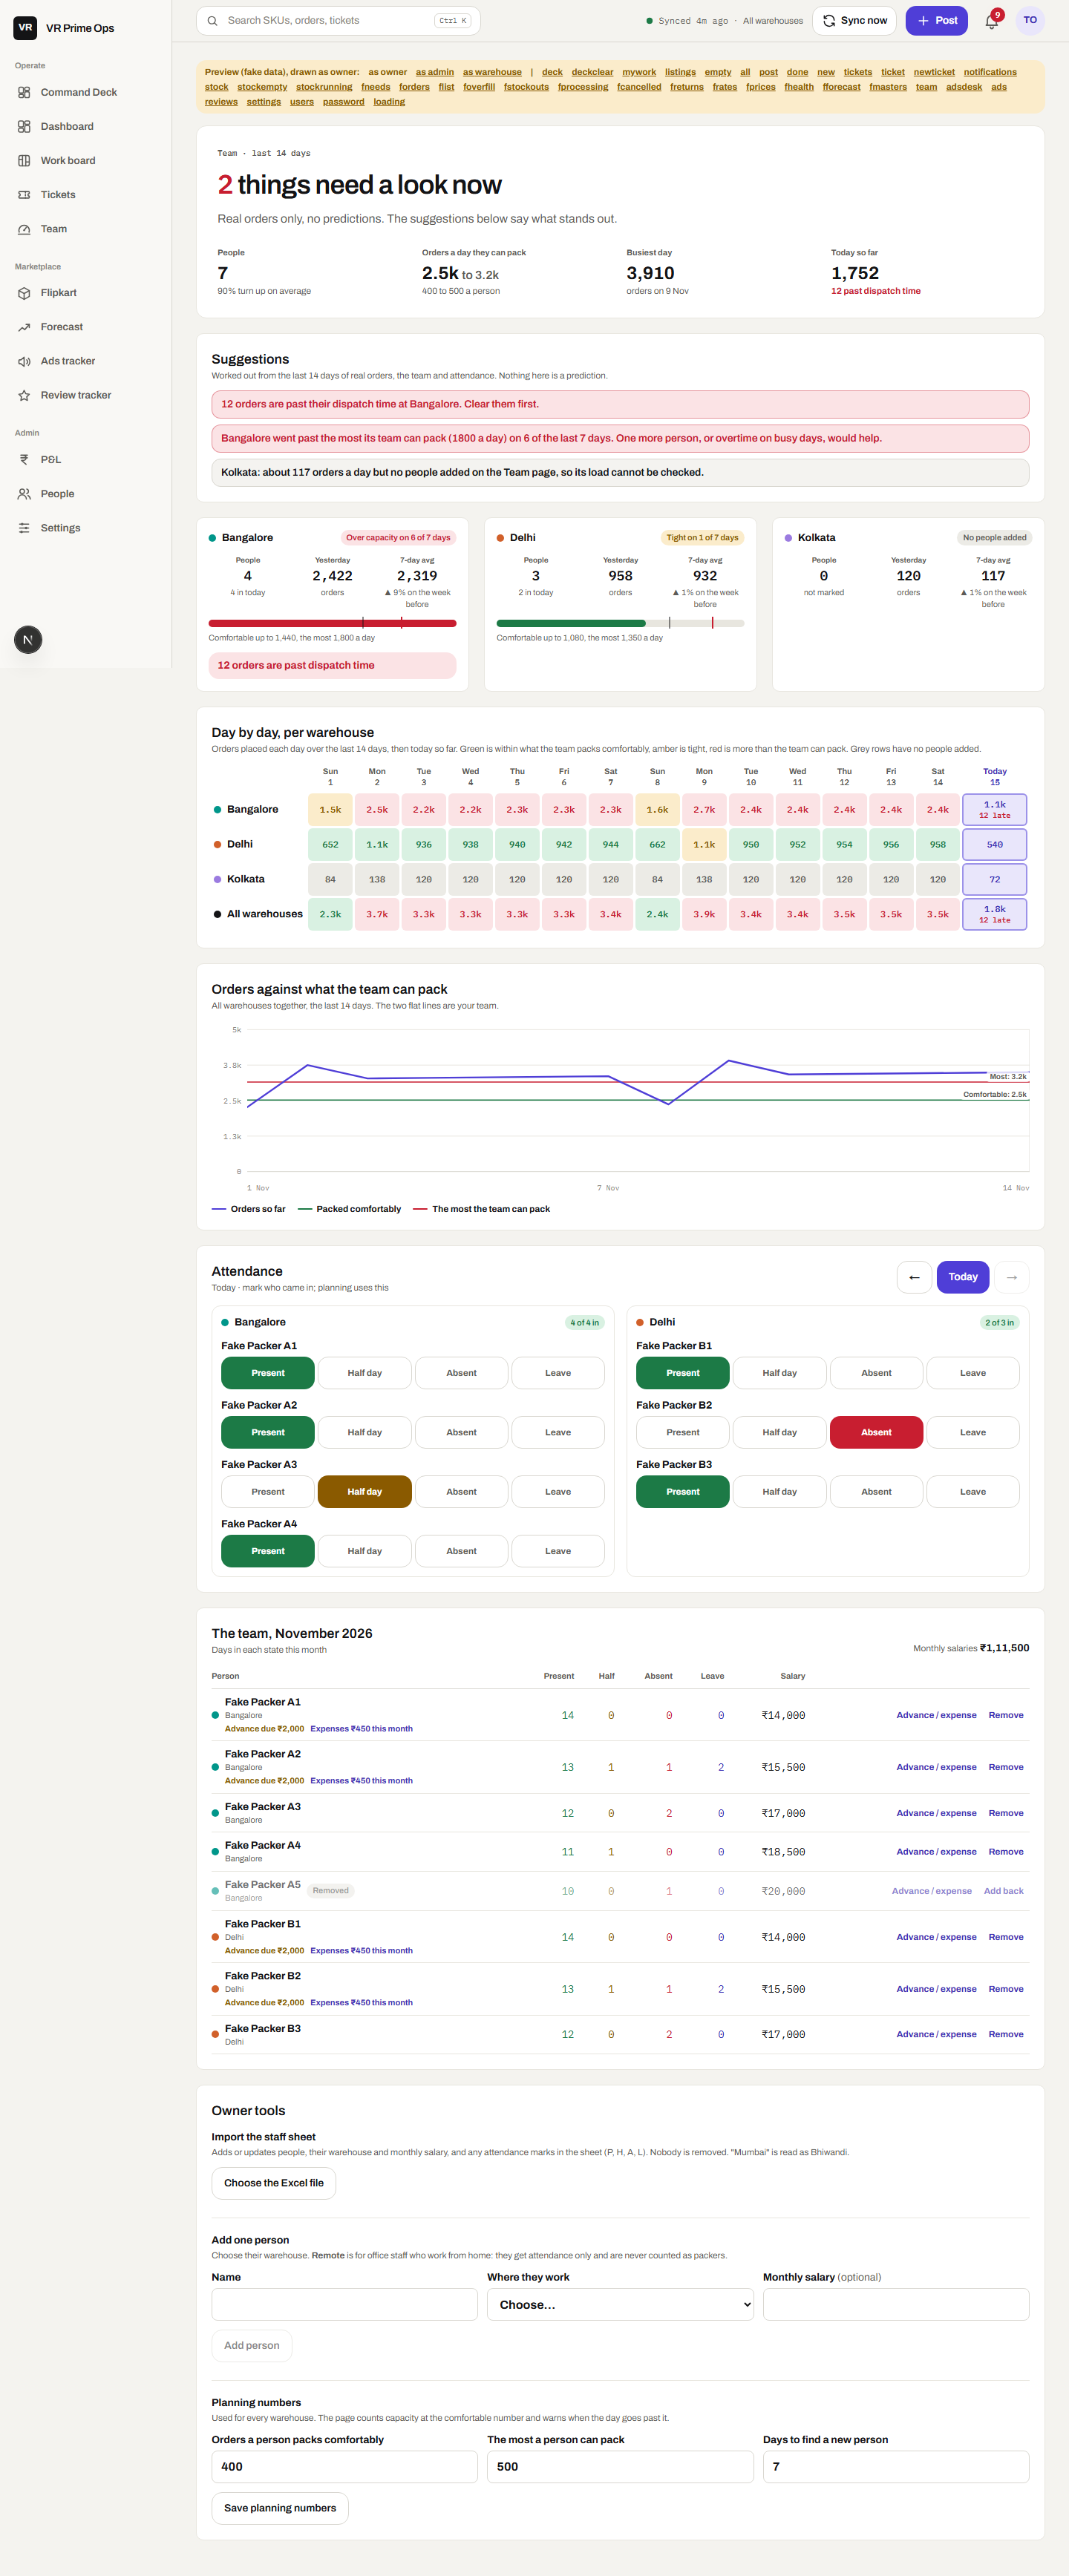 VR VR Prime Ops
Search SKUs, orders, tickets Ctrl K
Synced 4m ago · All warehouses Sync now Post 9 TO
Operate
Command Deck
Dashboard
Work board
Tickets
Team
Marketplace
Flipkart
Forecast
Ads tracker
Review tracker
Admin
P&L
People
Settings
N
Preview (fake data), drawn as owner: as owner as admin as warehouse | deck deckclear mywork listings empty all post done new tickets ticket newticket notifications
stock stockempty stockrunning fneeds forders flist foverfill fstockouts fprocessing fcancelled freturns frates fprices fhealth fforecast fmasters team adsdesk ads
reviews settings users password loading
Team · last 14 days
2 things need a look now
Real orders only, no predictions. The suggestions below say what stands out.
People Orders a day they can pack Busiest day Today so far
7 2.5k to 3.2k 3,910 1,752
90% turn up on average 400 to 500 a person orders on 9 Nov 12 past dispatch time
Suggestions
Worked out from the last 14 days of real orders, the team and attendance. Nothing here is a prediction.
12 orders are past their dispatch time at Bangalore. Clear them first.
Bangalore went past the most its team can pack (1800 a day) on 6 of the last 7 days. One more person, or overtime on busy days, would help.
Kolkata: about 117 orders a day but no people added on the Team page, so its load cannot be checked.
Bangalore Over capacity on 6 of 7 days
People Yesterday 7-day avg
4 2,422 2,319
4 in today orders ▲ 9% on the week
before
Comfortable up to 1,440, the most 1,800 a day
12 orders are past dispatch time
Delhi Tight on 1 of 7 days
People Yesterday 7-day avg
3 958 932
2 in today orders ▲ 1% on the week
before
Comfortable up to 1,080, the most 1,350 a day
Kolkata No people added
People Yesterday 7-day avg
0 120 117
not marked orders ▲ 1% on the week
before
Day by day, per warehouse
Orders placed each day over the last 14 days, then today so far. Green is within what the team packs comfortably, amber is tight, red is more than the team can pack. Grey rows have no people added.
Sun Mon Tue Wed Thu Fri Sat Sun Mon Tue Wed Thu Fri Sat Today
1 2 3 4 5 6 7 8 9 10 11 12 13 14 15
Bangalore 1.5k 2.5k 2.2k 2.2k 2.3k 2.3k 2.3k 1.6k 2.7k 2.4k 2.4k 2.4k 2.4k 2.4k 1.1k
12 late
Delhi 652 1.1k 936 938 940 942 944 662 1.1k 950 952 954 956 958 540
Kolkata 84 138 120 120 120 120 120 84 138 120 120 120 120 120 72
All warehouses 2.3k 3.7k 3.3k 3.3k 3.3k 3.3k 3.4k 2.4k 3.9k 3.4k 3.4k 3.5k 3.5k 3.5k 1.8k
12 late
Orders against what the team can pack
All warehouses together, the last 14 days. The two flat lines are your team.
5k
3.8k
Most: 3.2k
Comfortable: 2.5k
2.5k
1.3k
0
1 Nov 7 Nov 14 Nov
Orders so far Packed comfortably The most the team can pack
Attendance
Today · mark who came in; planning uses this
← Today →
Bangalore 4 of 4 in
Fake Packer A1
Present Half day Absent Leave
Fake Packer A2
Present Half day Absent Leave
Fake Packer A3
Present Half day Absent Leave
Fake Packer A4
Present Half day Absent Leave
Delhi 2 of 3 in
Fake Packer B1
Present Half day Absent Leave
Fake Packer B2
Present Half day Absent Leave
Fake Packer B3
Present Half day Absent Leave
The team, November 2026
Days in each state this month
Monthly salaries ₹1,11,500
Person Present Half Absent Leave Salary
Fake Packer A1
Bangalore 14 0 0 0 ₹14,000 Advance / expense Remove
Advance due ₹2,000 Expenses ₹450 this month
Fake Packer A2
Bangalore 13 1 1 2 ₹15,500 Advance / expense Remove
Advance due ₹2,000 Expenses ₹450 this month
Fake Packer A3
Bangalore 12 0 2 0 ₹17,000 Advance / expense Remove
Fake Packer A4
Bangalore 11 1 0 0 ₹18,500 Advance / expense Remove
Fake Packer A5 Removed
Bangalore 10 0 1 0 ₹20,000 Advance / expense Add back
Fake Packer B1
Delhi 14 0 0 0 ₹14,000 Advance / expense Remove
Advance due ₹2,000 Expenses ₹450 this month
Fake Packer B2
Delhi 13 1 1 2 ₹15,500 Advance / expense Remove
Advance due ₹2,000 Expenses ₹450 this month
Fake Packer B3
Delhi 12 0 2 0 ₹17,000 Advance / expense Remove
Owner tools
Import the staff sheet
Adds or updates people, their warehouse and monthly salary, and any attendance marks in the sheet (P, H, A, L). Nobody is removed. "Mumbai" is read as Bhiwandi.
Choose the Excel file
Add one person
Choose their warehouse. Remote is for office staff who work from home: they get attendance only and are never counted as packers.
Name Where they work Monthly salary (optional)
Choose...
Add person
Planning numbers
Used for every warehouse. The page counts capacity at the comfortable number and warns when the day goes past it.
Orders a person packs comfortably The most a person can pack Days to find a new person
400 500 7
Save planning numbers